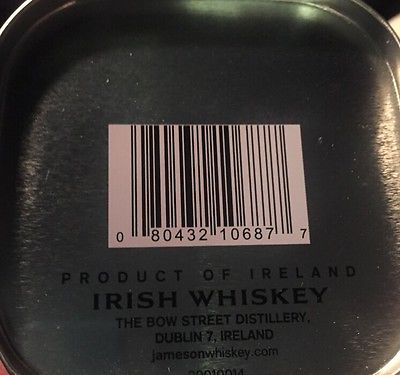 0 80432 10687 7
PRODUCT OF IRELAND
IRISH WHISKEY
THE BOW STREET DISTILLERY,
DUBLIN 7, IRELAND
jamesonwhiskey.com